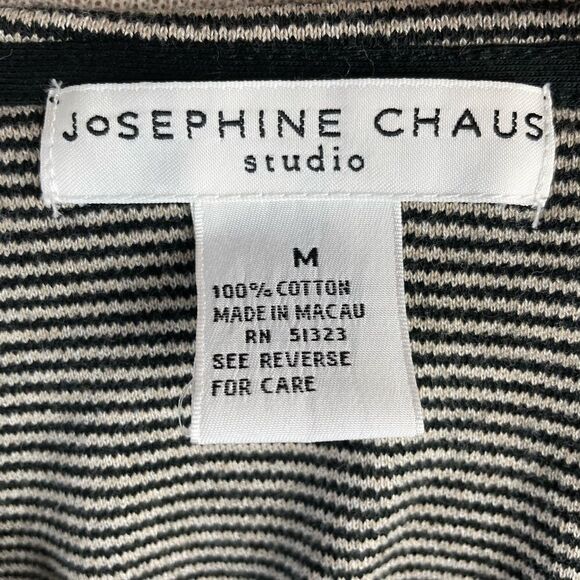 JoSEPHINE CHAUS
studio
M
100% COTTON
MADE IN MACAU
RN 51323
SEE REVERSE
FOR CARE